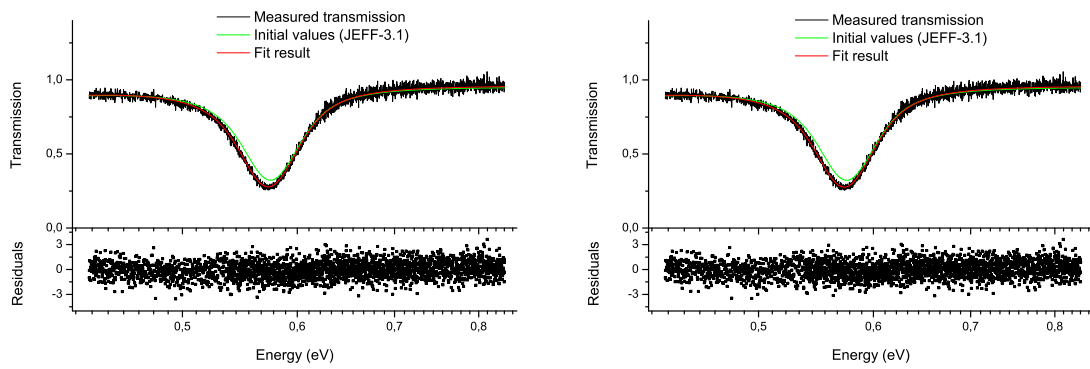 Measured transmission
Initial values (JEFF-3.1)
Fit result
Transmission
1,0
0,5
0,0
Residuals
3
0
-3
0,5 0,6 0,7 0,8
Energy (eV)
Measured transmission
Initial values (JEFF-3.1)
Fit result
Transmission
1,0
0,5
0,0
Residuals
3
0
-3
0,5 0,6 0,7 0,8
Energy (eV)